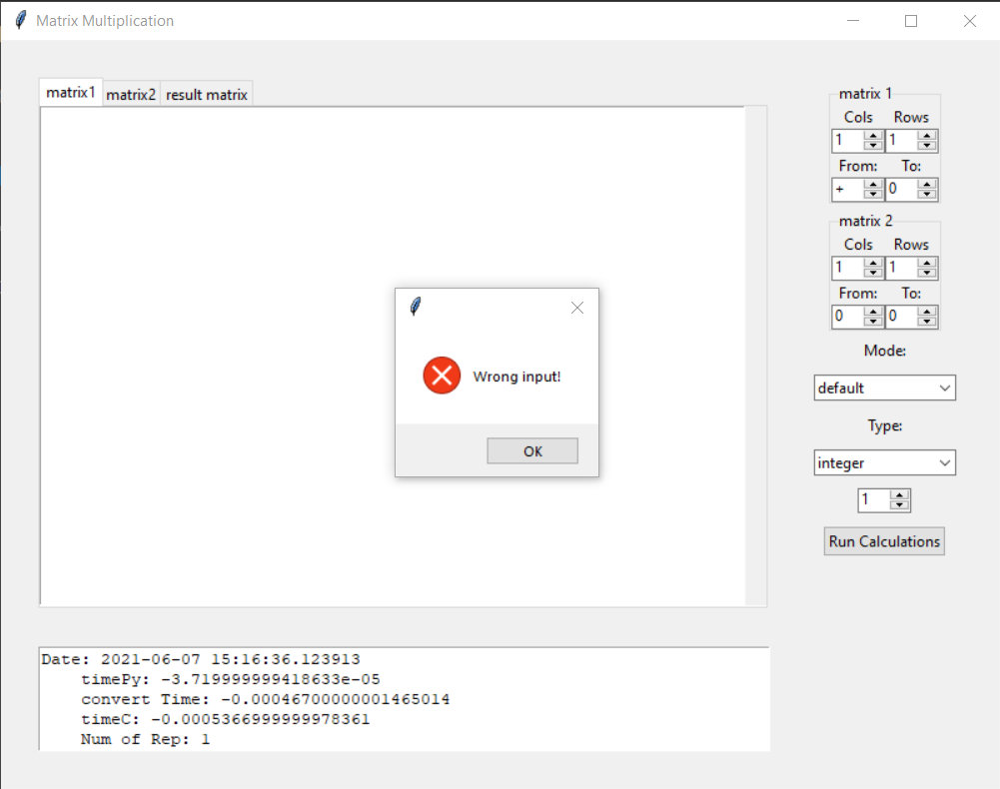 Matrix Multiplication
matrix1 matrix2 result matrix
matrix 1
Cols Rows
1 1
From: To:
+ 0
matrix 2
Cols Rows
1 1
From: To:
0 0
Mode:
default
Type:
integer
1
Run Calculations
Wrong input!
OK
Date: 2021-06-07 15:16:36.123913
timePy: -3.719999999418633e-05
convert Time: -0.00046700000001465014
timeC: -0.0005366999999978361
Num of Rep: 1